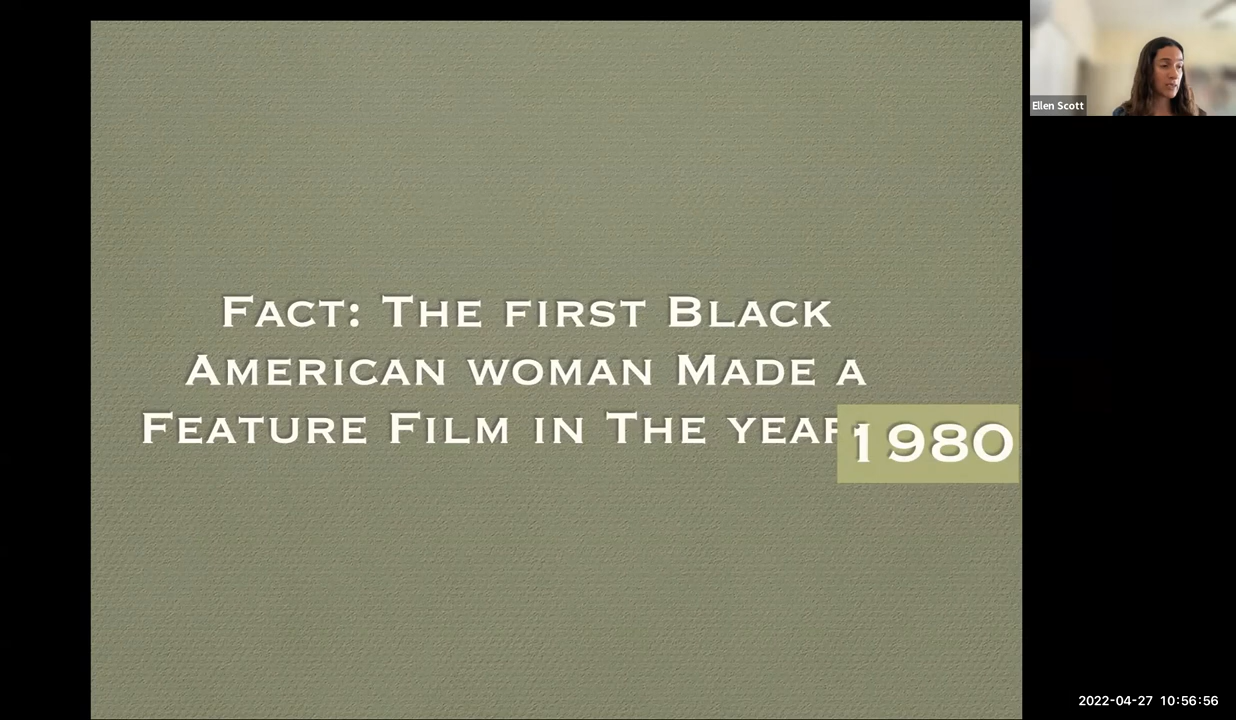 Fact: The first Black
American woman Made a
Feature Film in The year
1980
Ellen Scott
2022-04-27 10:56:56